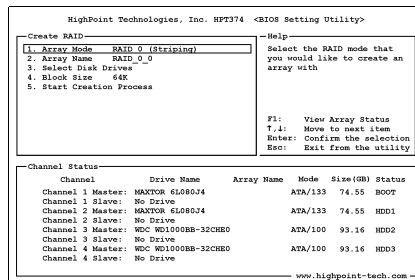 HighPoint Technologies, Inc. HPT374 <BIOS Setting Utility>
Create RAID
1. Array Mode RAID 0 (Striping)
2. Array Name RAID_0_0
3. Select Disk Drives
4. Block Size 64K
5. Start Creation Process
Help
Select the RAID mode that
you would like to create an
array with
F1: View Array Status
↑,↓: Move to next item
Enter: Confirm the selection
Esc: Exit from the utility
Channel Status
Channel Drive Name Array Name Mode Size(GB) Status
Channel 1 Master: MAXTOR 6L080J4 ATA/133 74.55 BOOT
Channel 1 Slave: No Drive
Channel 2 Master: MAXTOR 6L080J4 ATA/133 74.55 HDD1
Channel 2 Slave: No Drive
Channel 3 Master: WDC WD1000BB-32CHE0 ATA/100 93.16 HDD2
Channel 3 Slave: No Drive
Channel 4 Master: WDC WD1000BB-32CHE0 ATA/100 93.16 HDD3
Channel 4 Slave: No Drive
www.highpoint-tech.com